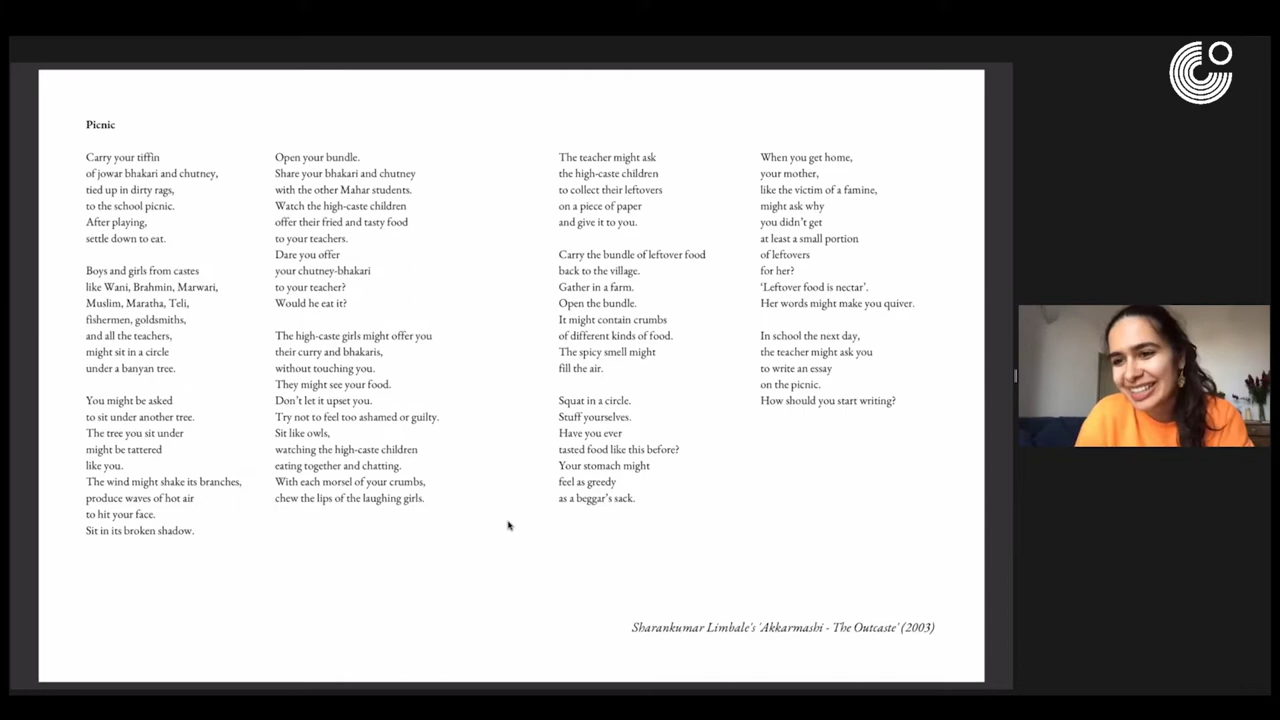 Picnic
Carry your tiffin
of jowar bhakari and chutney,
tied up in dirty rags,
to the school picnic.
After playing,
settle down to eat.
Boys and girls from castes
like Wani, Brahmin, Marwari,
Muslim, Maratha, Teli,
fishermen, goldsmiths,
and all the teachers,
might sit in a circle
under a banyan tree.
You might be asked
to sit under another tree.
The tree you sit under
might be tattered
like you.
The wind might shake its branches,
produce waves of hot air
to hit your face.
Sit in its broken shadow.
Open your bundle.
Share your bhakari and chutney
with the other Mahar students.
Watch the high-caste children
offer their fried and tasty food
to your teachers.
Dare you offer
your chutney-bhakari
to your teacher?
Would he eat it?
The high-caste girls might offer you
their curry and bhakaris,
without touching you.
They might see your food.
Don't let it upset you.
Try not to feel too ashamed or guilty.
Sit like owls,
watching the high-caste children
eating together and chatting.
With each morsel of your crumbs,
chew the lips of the laughing girls.
The teacher might ask
the high-caste children
to collect their leftovers
on a piece of paper
and give it to you.
Carry the bundle of leftover food
back to the village.
Gather in a farm.
Open the bundle.
It might contain crumbs
of different kinds of food.
The spicy smell might
fill the air.
Squat in a circle.
Stuff yourselves.
Have you ever
tasted food like this before?
Your stomach might
feel as greedy
as a beggar's sack.
When you get home,
your mother,
like the victim of a famine,
might ask why
you didn't get
at least a small portion
of leftovers
for her?
'Leftover food is nectar'.
Her words might make you quiver.
In school the next day,
the teacher might ask you
to write an essay
on the picnic.
How should you start writing?
Sharankumar Limbale's 'Akkarmashi - The Outcaste' (2003)